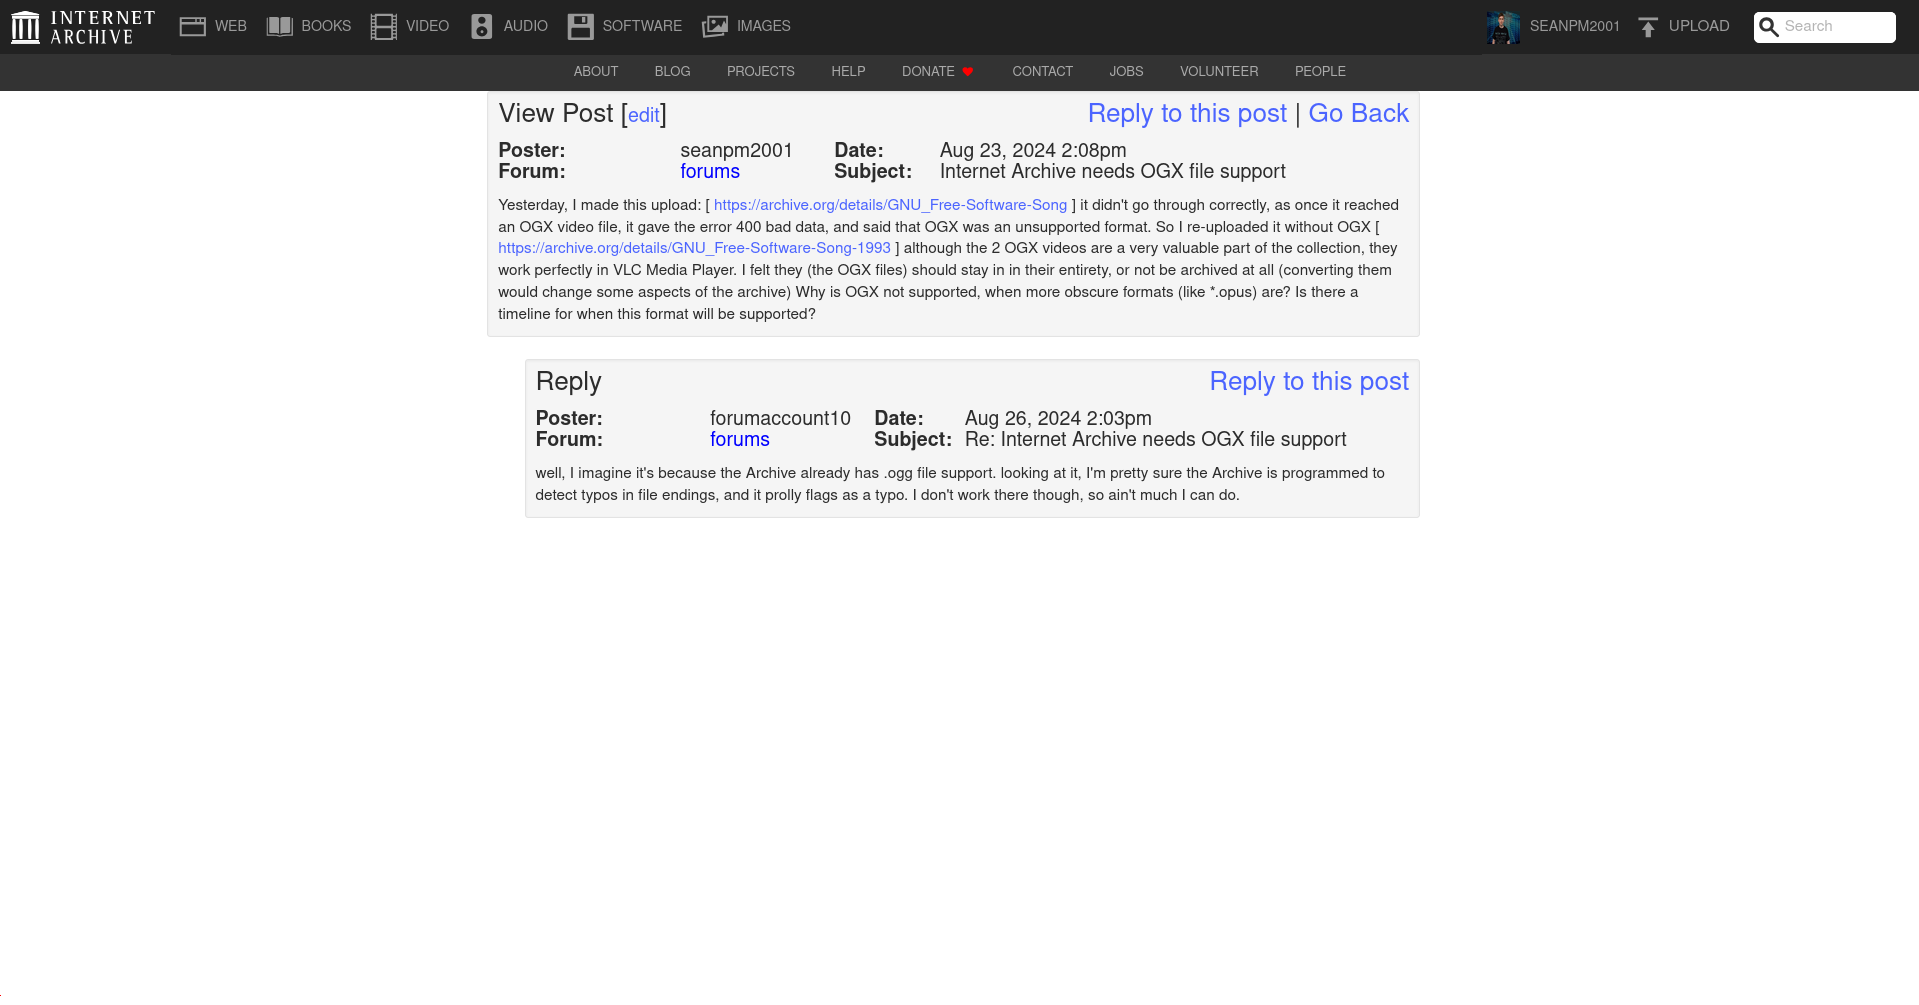 INTERNET ARCHIVE WEB BOOKS VIDEO AUDIO SOFTWARE IMAGES SEANPM2001 UPLOAD Search
ABOUT BLOG PROJECTS HELP DONATE CONTACT JOBS VOLUNTEER PEOPLE
View Post [edit] Reply to this post | Go Back
Poster: seanpm2001 Date: Aug 23, 2024 2:08pm
Forum: forums Subject: Internet Archive needs OGX file support
Yesterday, I made this upload: [ https://archive.org/details/GNU_Free-Software-Song ] it didn't go through correctly, as once it reached
an OGX video file, it gave the error 400 bad data, and said that OGX was an unsupported format. So I re-uploaded it without OGX [
https://archive.org/details/GNU_Free-Software-Song-1993 ] although the 2 OGX videos are a very valuable part of the collection, they
work perfectly in VLC Media Player. I felt they (the OGX files) should stay in in their entirety, or not be archived at all (converting them
would change some aspects of the archive) Why is OGX not supported, when more obscure formats (like *.opus) are? Is there a
timeline for when this format will be supported?
Reply Reply to this post
Poster: forumaccount10 Date: Aug 26, 2024 2:03pm
Forum: forums Subject: Re: Internet Archive needs OGX file support
well, I imagine it's because the Archive already has .ogg file support. looking at it, I'm pretty sure the Archive is programmed to
detect typos in file endings, and it prolly flags as a typo. I don't work there though, so ain't much I can do.